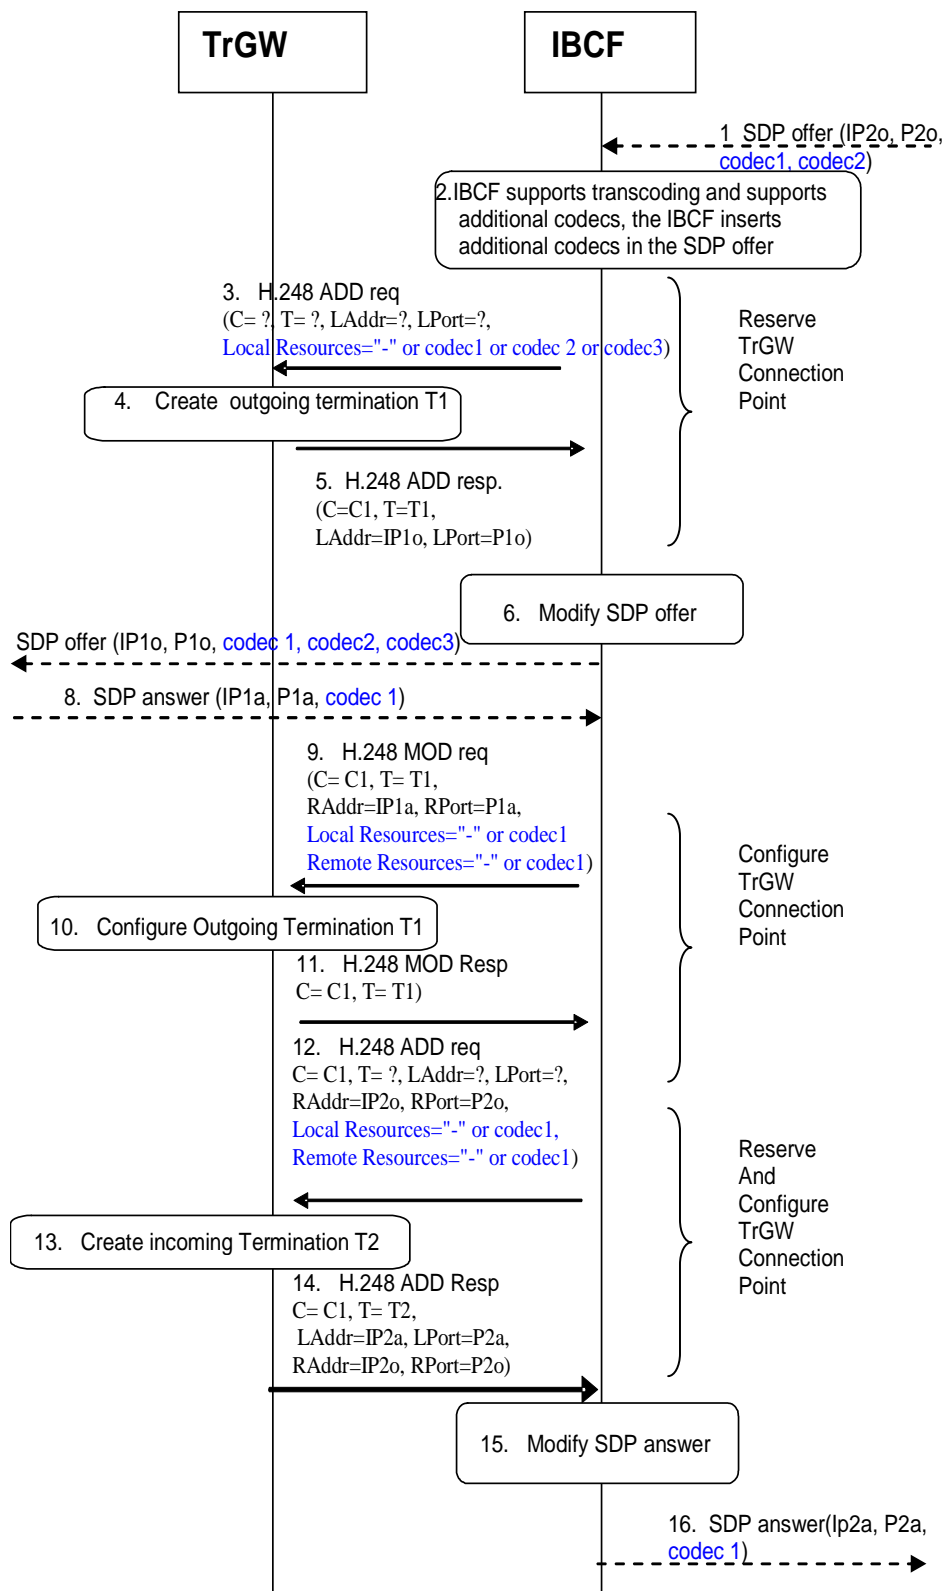 TrGW
IBCF
1 SDP offer (IP2o, P2o,
codec1, codec2)
2.IBCF supports transcoding and supports
additional codecs, the IBCF inserts
additional codecs in the SDP offer
3. H.248 ADD req
(C= ?, T= ?, LAddr=?, LPort=?,
Local Resources="-" or codec1 or codec 2 or codec3)
Reserve
TrGW
Connection
Point
4. Create outgoing termination T1
5. H.248 ADD resp.
(C=C1, T=T1,
LAddr=IP1o, LPort=P1o)
6. Modify SDP offer
SDP offer (IP1o, P1o, codec 1, codec2, codec3)
8. SDP answer (IP1a, P1a, codec 1)
9. H.248 MOD req
(C= C1, T= T1,
RAddr=IP1a, RPort=P1a,
Local Resources="-" or codec1
Remote Resources="-" or codec1)
Configure
TrGW
Connection
Point
10. Configure Outgoing Termination T1
11. H.248 MOD Resp
C= C1, T= T1)
12. H.248 ADD req
C= C1, T= ?, LAddr=?, LPort=?,
RAddr=IP2o, RPort=P2o,
Local Resources="-" or codec1,
Remote Resources="-" or codec1)
Reserve
And
Configure
TrGW
Connection
Point
13. Create incoming Termination T2
14. H.248 ADD Resp
C= C1, T= T2,
LAddr=IP2a, LPort=P2a,
RAddr=IP2o, RPort=P2o)
15. Modify SDP answer
16. SDP answer(Ip2a, P2a,
codec 1)